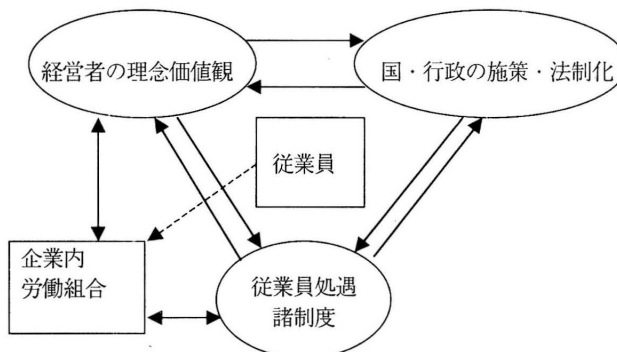 経営者の理念価値観
国・行政の施策・法制化
従業員
企業内
労働組合
従業員処遇
諸制度